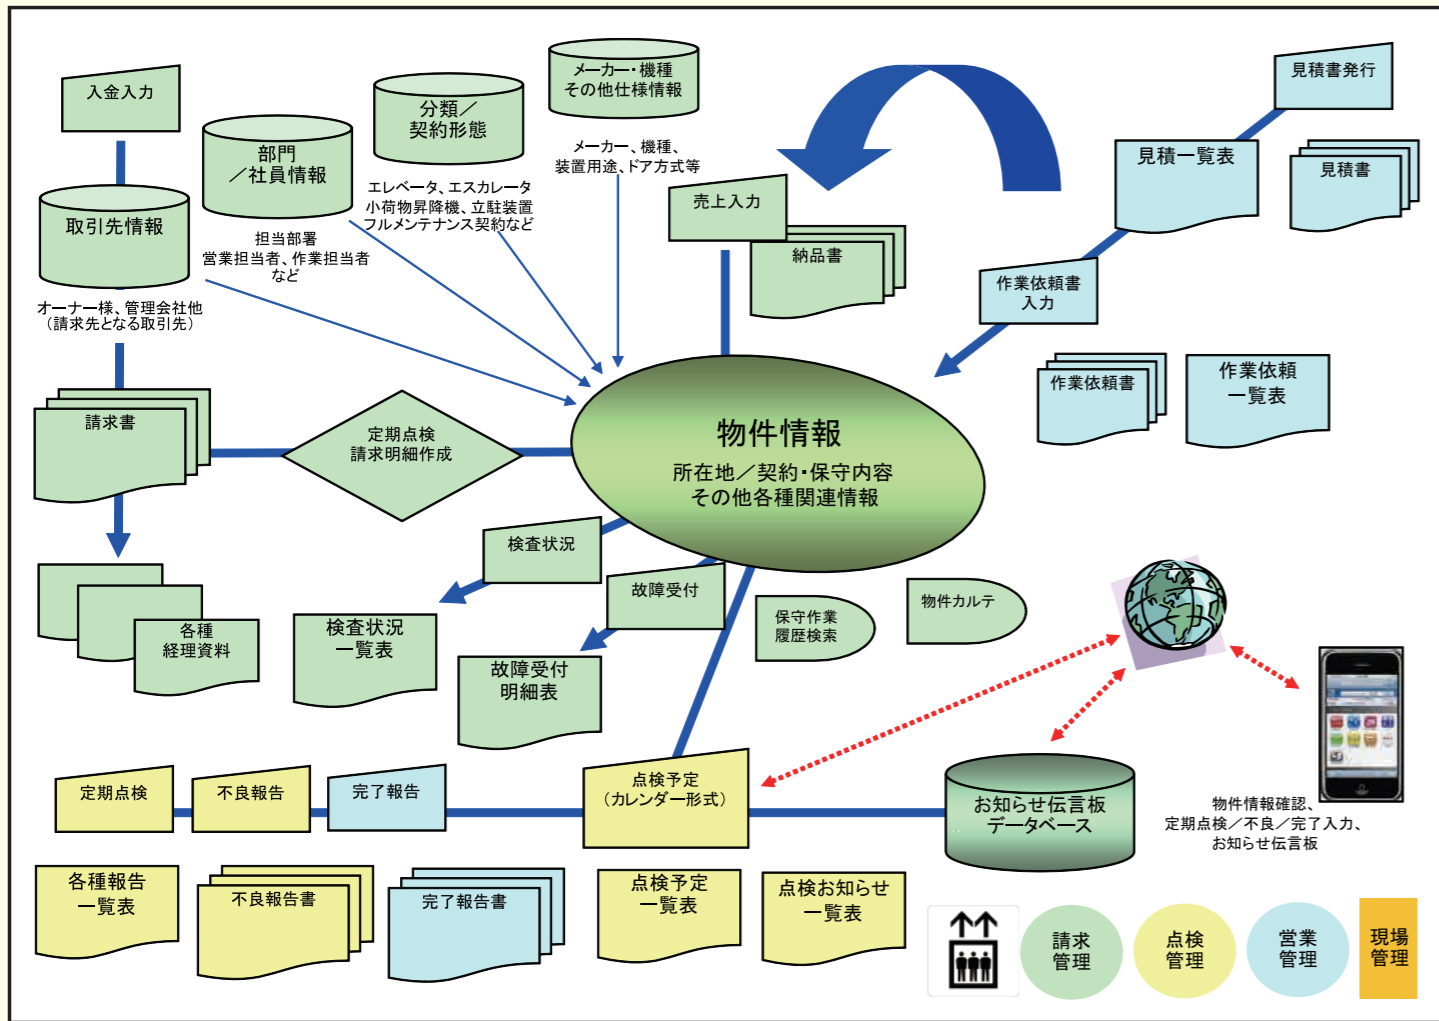 入金入力
取引先情報
オーナー様、管理会社他
（請求先となる取引先）
部門
／社員情報
担当部署
営業担当者、作業担当者
など
分類／
契約形態
エレベータ、エスカレータ
小荷物昇降機、立駐装置
フルメンテナンス契約など
メーカー・機種
その他仕様情報
メーカー、機種、
装置用途、ドア方式等
売上入力
納品書
見積書発行
見積一覧表
見積書
作業依頼書
入力
作業依頼書
作業依頼
一覧表
請求書
定期点検
請求明細作成
物件情報
所在地／契約・保守内容
その他各種関連情報
各種
経理資料
検査状況
検査状況
一覧表
故障受付
故障受付
明細表
保守作業
履歴検索
物件カルテ
定期点検
不良報告
完了報告
点検予定
（カレンダー形式）
お知らせ伝言板
データベース
物件情報確認、
定期点検／不良／完了入力、
お知らせ伝言板
各種報告
一覧表
不良報告書
完了報告書
点検予定
一覧表
点検お知らせ
一覧表
請求
管理
点検
管理
営業
管理
現場
管理